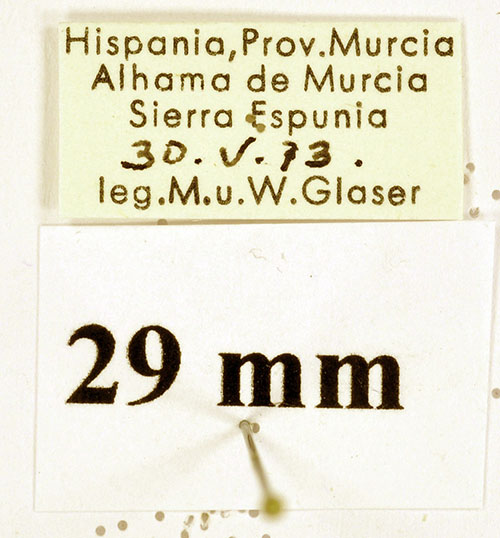 Hispania, Prov. Murcia
Alhama de Murcia
Sierra Espunia
30. V. 73.
leg. M. u. W. Glaser
29 mm